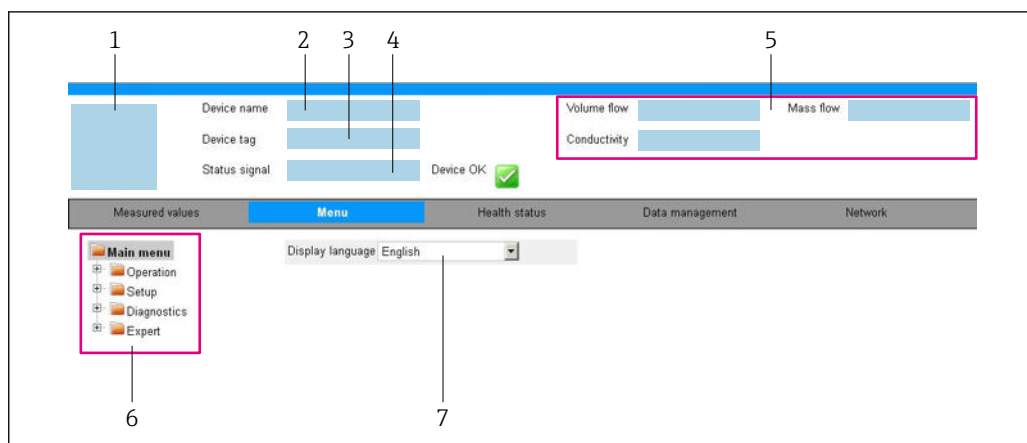 1 2 3 4 5
Device name Volume flow Mass flow
Device tag Conductivity
Status signal Device OK
Measured values Menu Health status Data management Network
Main menu Display language English
Operation
Setup
Diagnostics
Expert
6 7